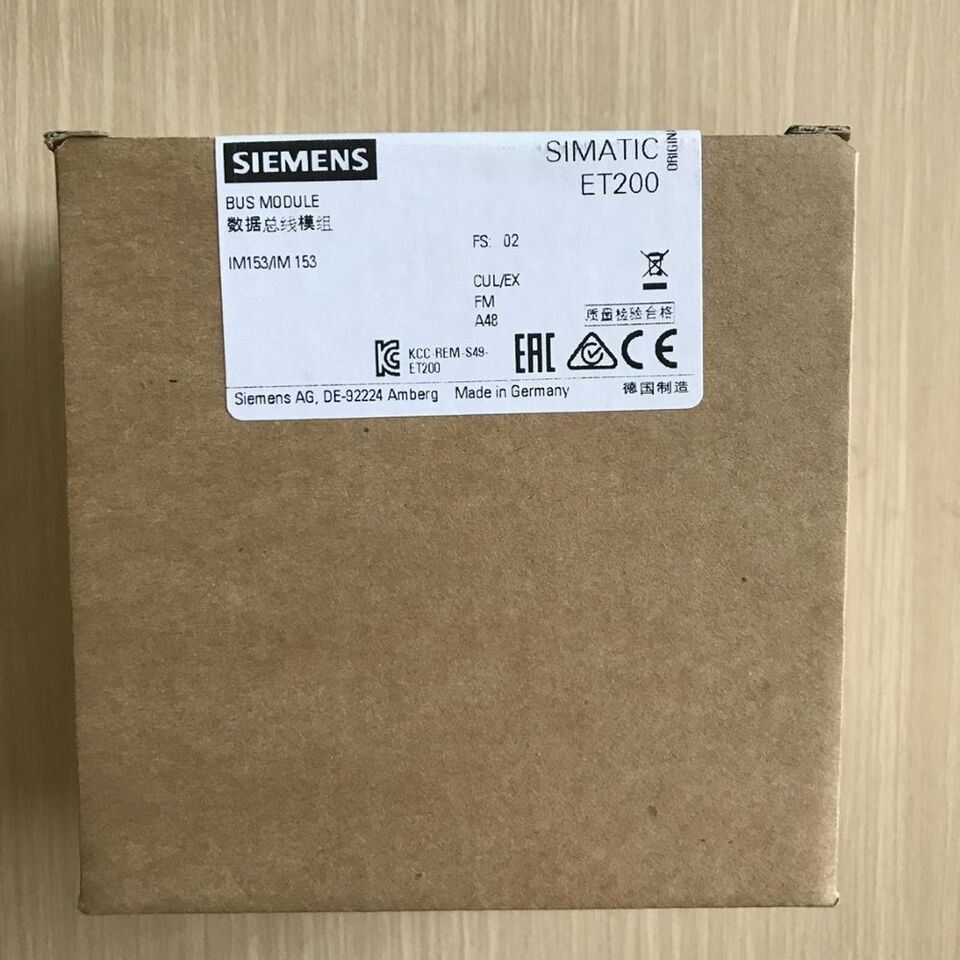 SIEMENS
SIMATIC
ET200
BUS MODULE
数据总线模组
IM153/IM 153
FS: 02
CUL/EX
FM
A48
质量检验合格
KCC-REM-S49-
ET200
EAC
CE
Siemens AG, DE-92224 Amberg Made in Germany 德国制造